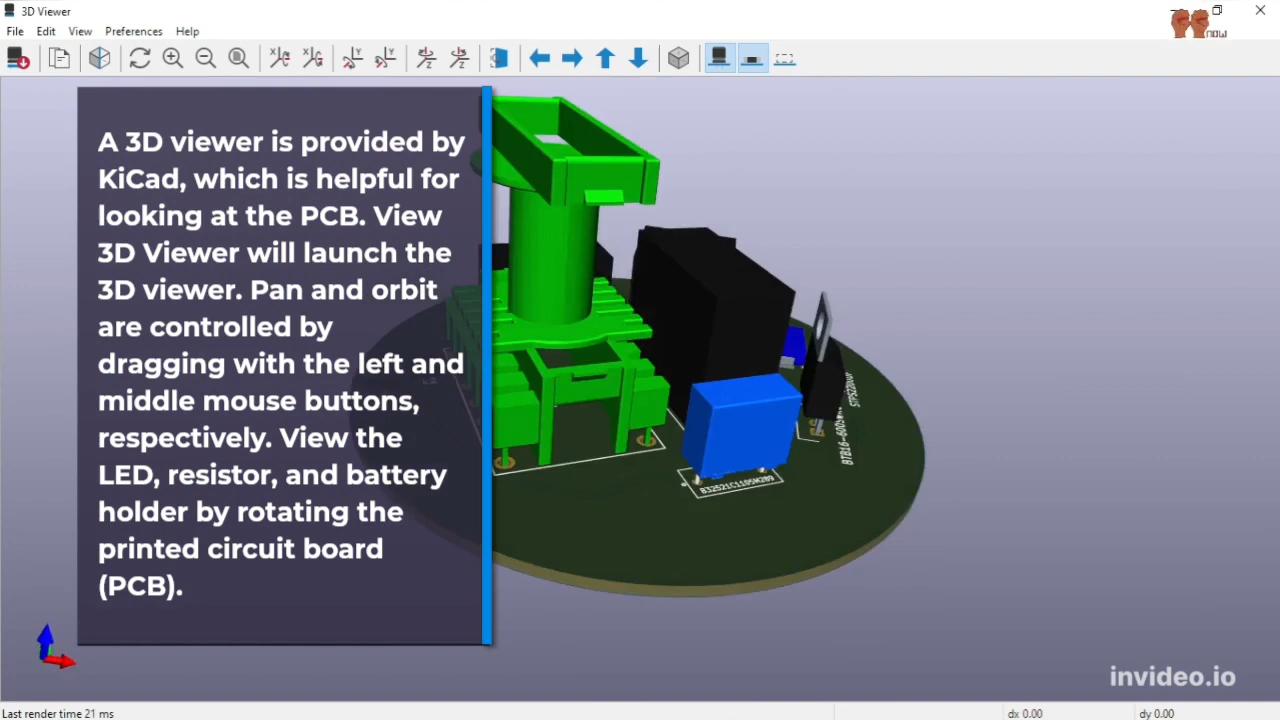 3D Viewer
now
File Edit View Preferences Help
A 3D viewer is provided by
KiCad, which is helpful for
looking at the PCB. View
3D Viewer will launch the
3D viewer. Pan and orbit
are controlled by
dragging with the left and
middle mouse buttons,
respectively. View the
LED, resistor, and battery
holder by rotating the
printed circuit board
(PCB).
B32521C1105M289
invideo.io
Last render time 21 ms dx 0.00 dy 0.00